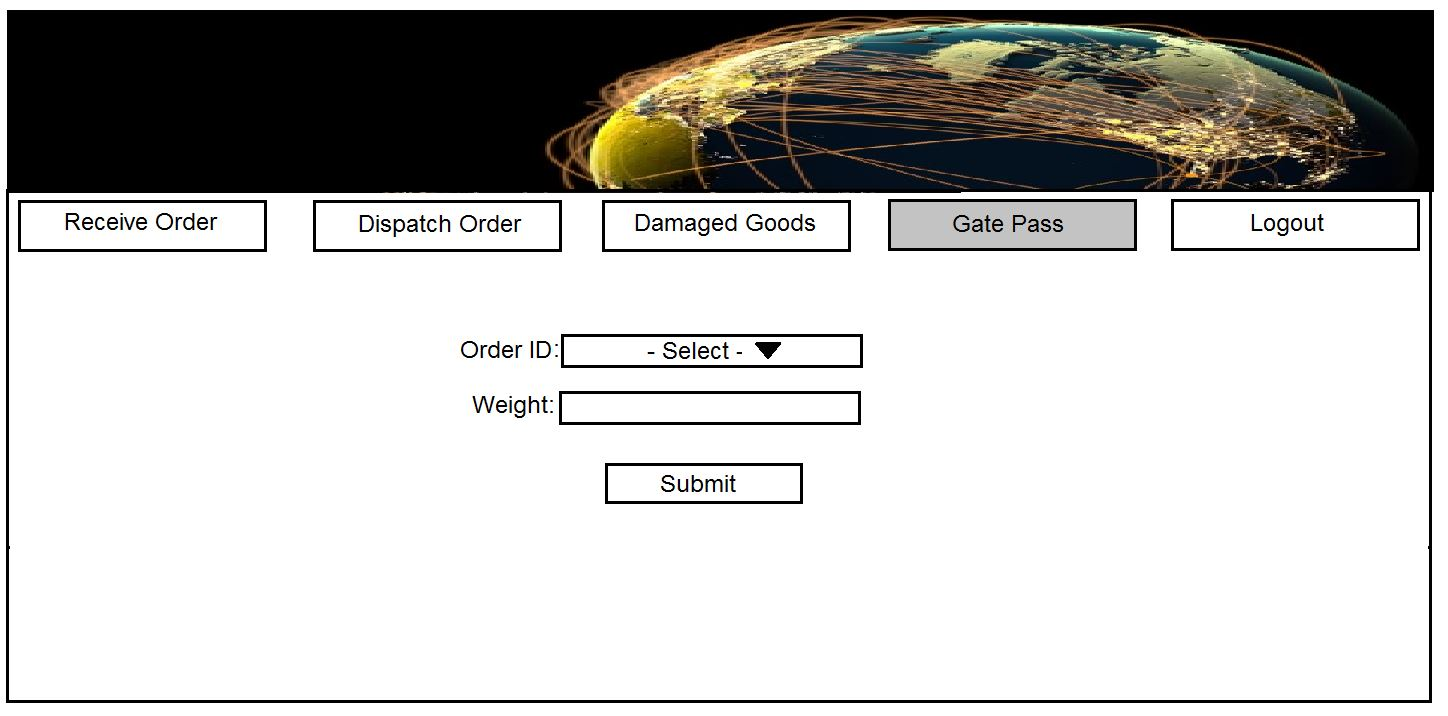 Receive Order
Dispatch Order
Damaged Goods
Gate Pass
Logout
Order ID: - Select -
Weight:
Submit